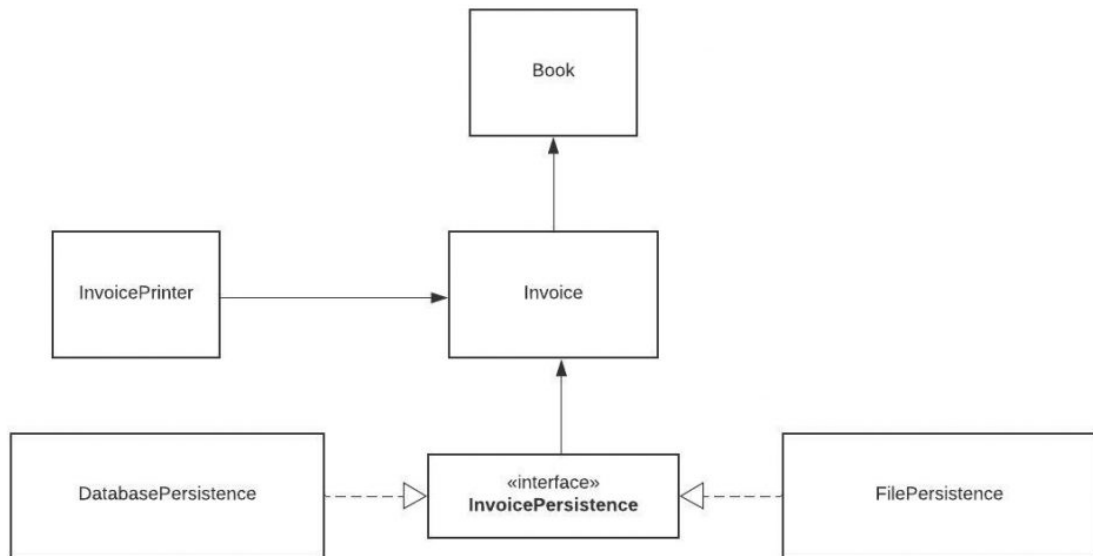 Book
InvoicePrinter
Invoice
DatabasePersistence
«interface»
InvoicePersistence
FilePersistence